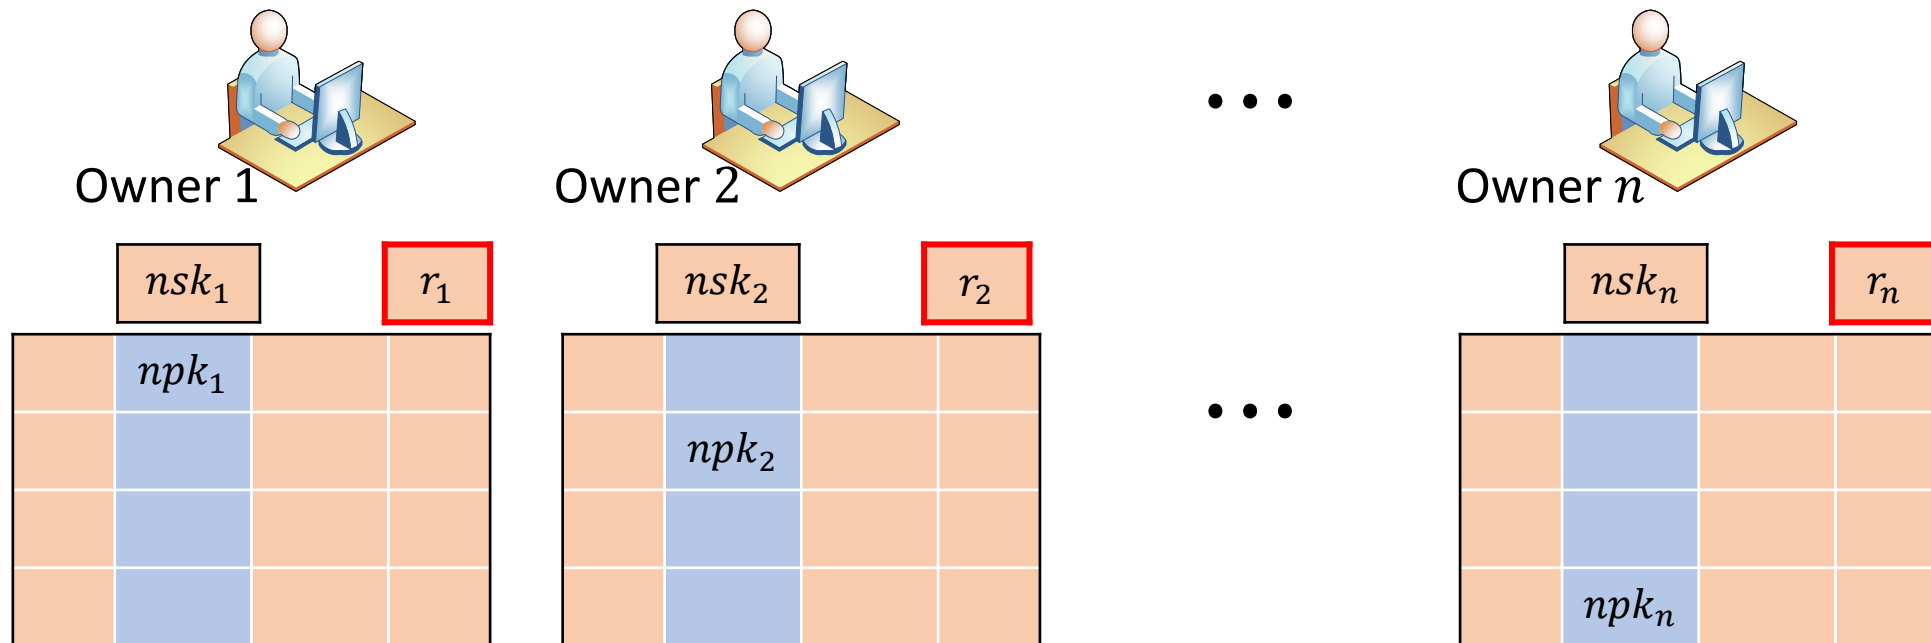 Owner 1 Owner 2 Owner n
nsk₁ r₁ nsk₂ r₂ nskₙ rₙ
npk₁
npk₂
npkₙ